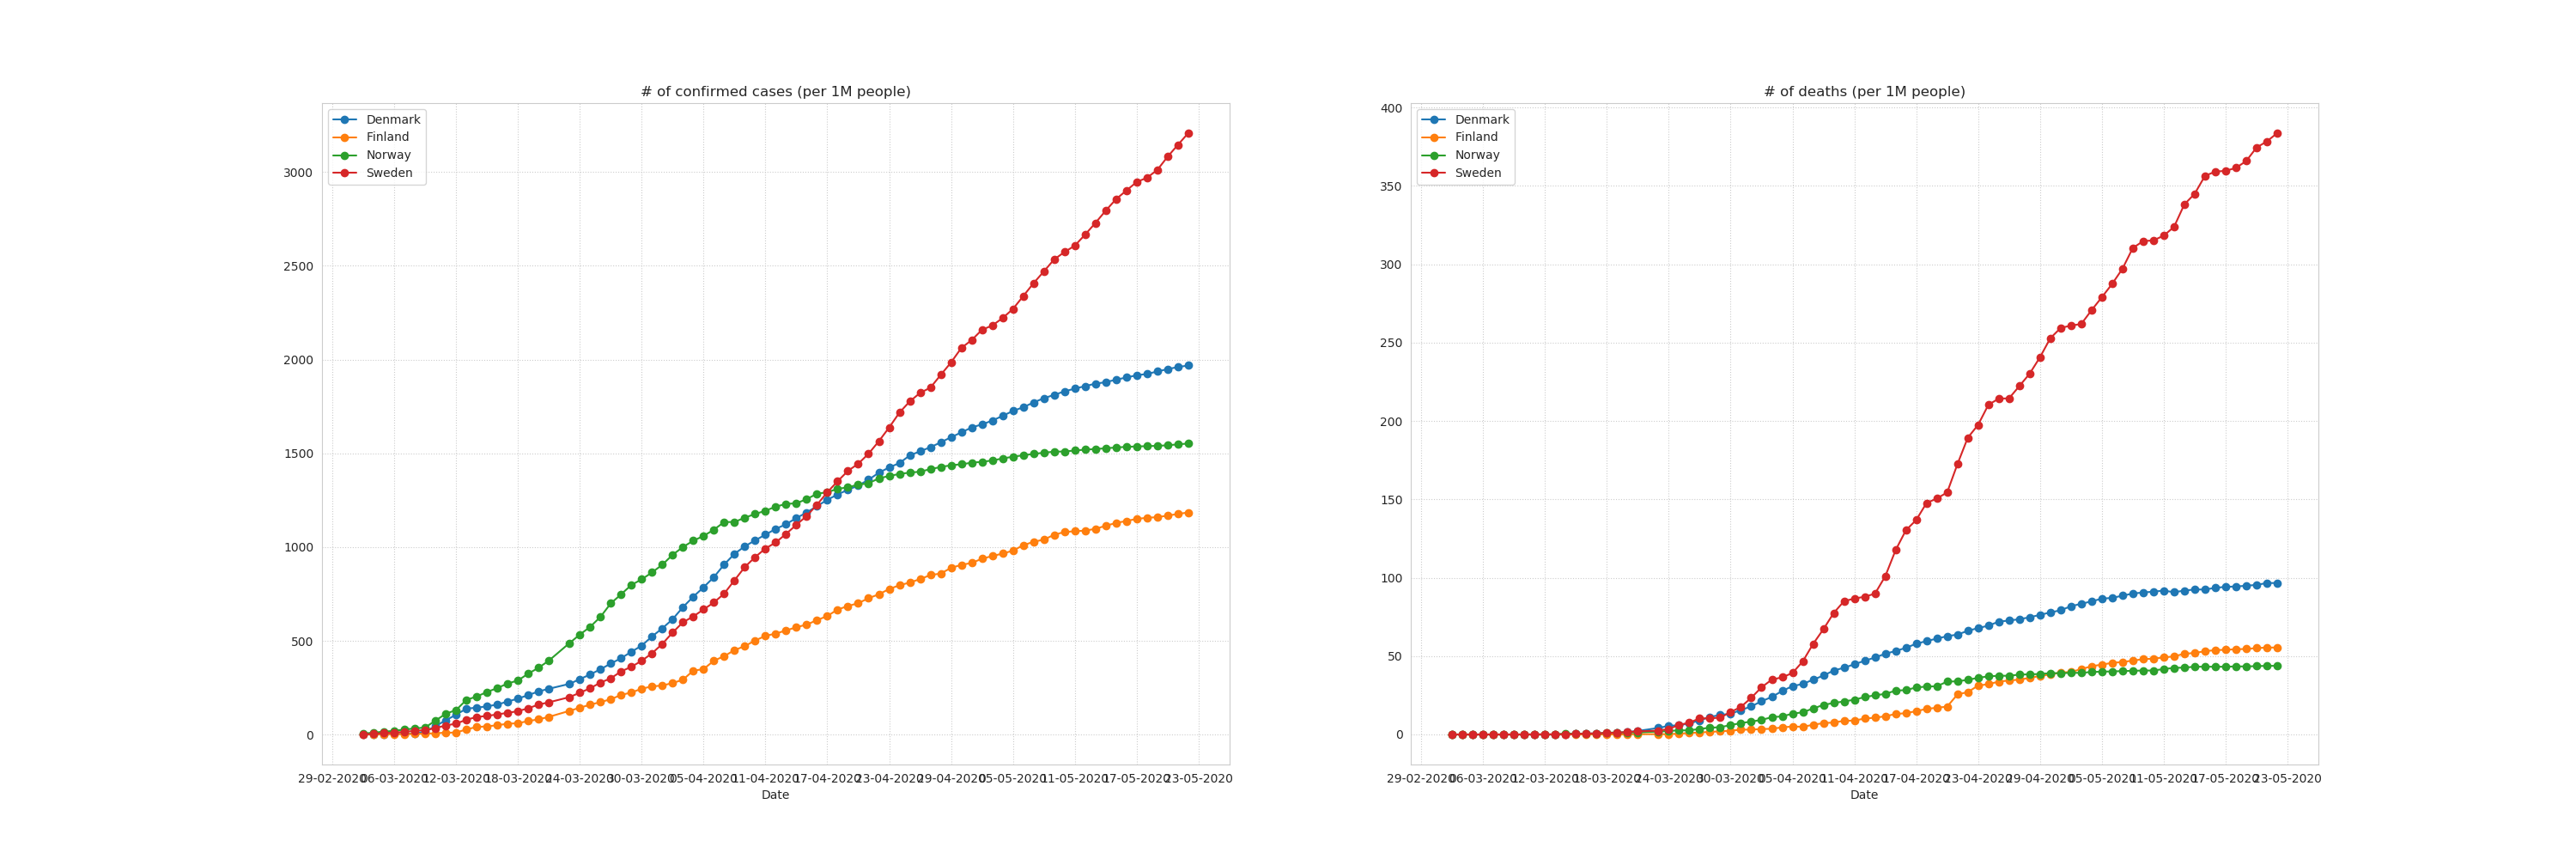 # of confirmed cases (per 1M people)
Denmark
Finland
Norway
Sweden
3000
2500
2000
1500
1000
500
0
29-02-2020 06-03-2020 12-03-2020 18-03-2020 24-03-2020 30-03-2020 05-04-2020 11-04-2020 17-04-2020 23-04-2020 29-04-2020 05-05-2020 11-05-2020 17-05-2020 23-05-2020
Date
# of deaths (per 1M people)
Denmark
Finland
Norway
Sweden
400
350
300
250
200
150
100
50
0
29-02-2020 06-03-2020 12-03-2020 18-03-2020 24-03-2020 30-03-2020 05-04-2020 11-04-2020 17-04-2020 23-04-2020 29-04-2020 05-05-2020 11-05-2020 17-05-2020 23-05-2020
Date